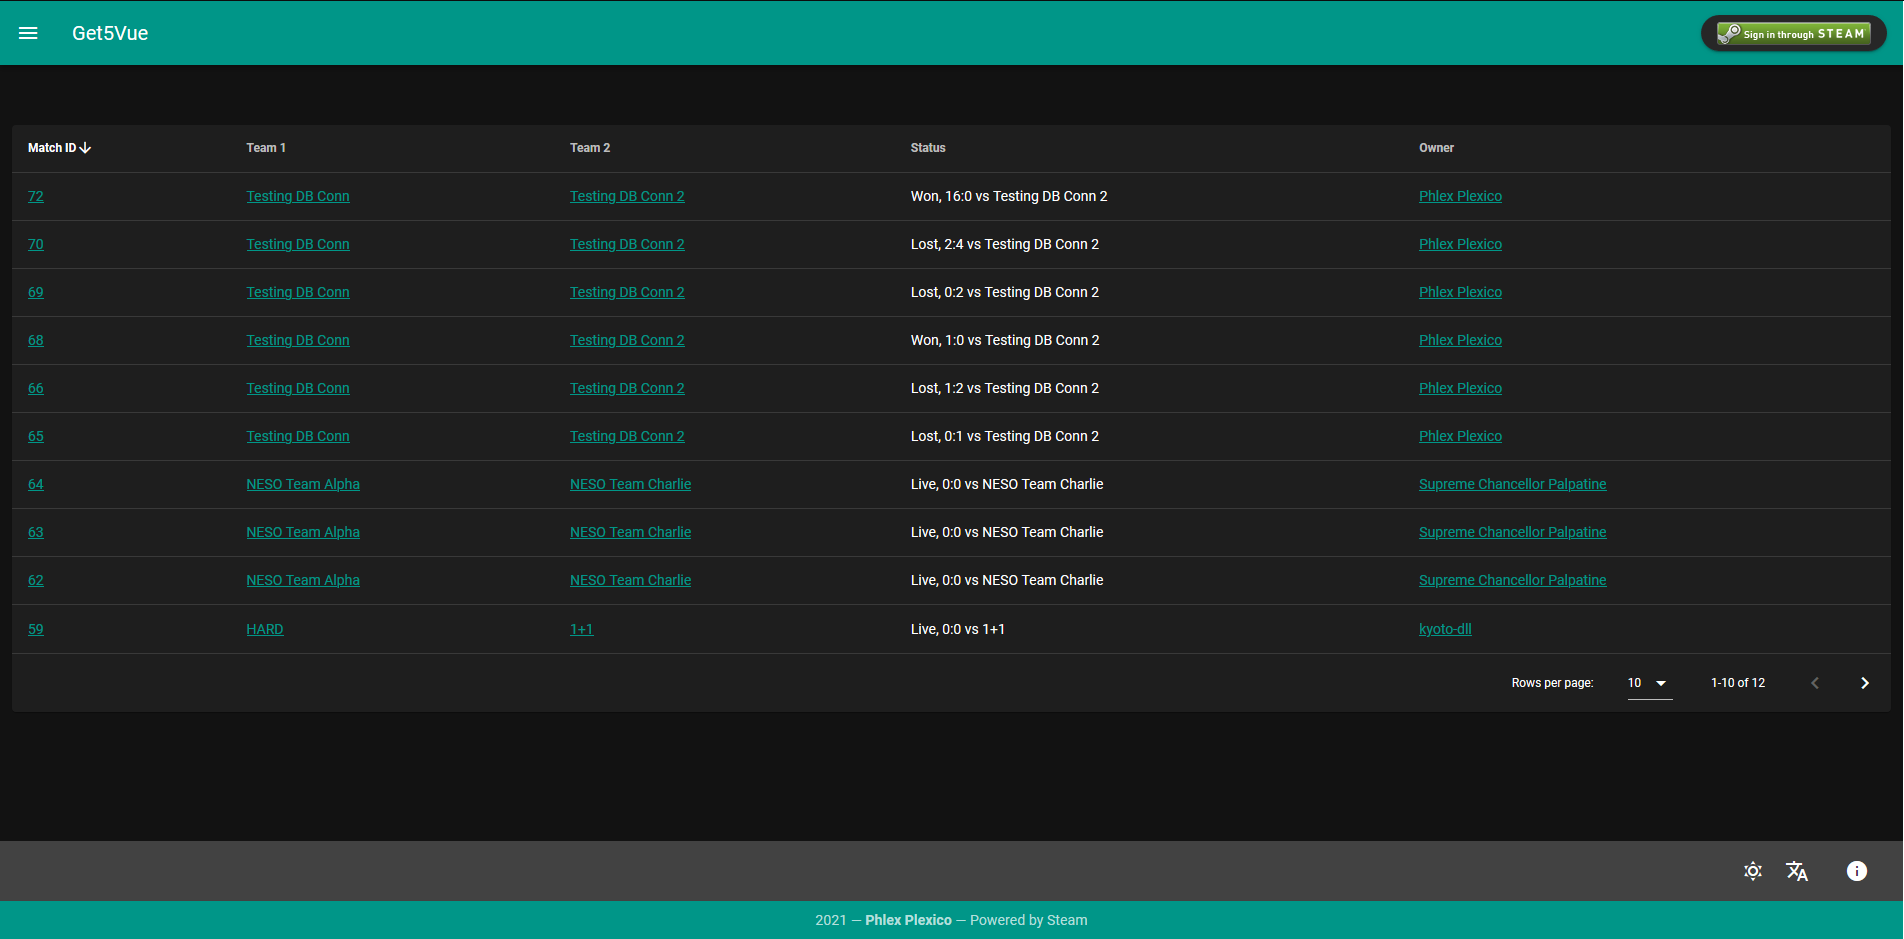 Get5Vue
Sign in through STEAM
Match ID Team 1 Team 2 Status Owner
72 Testing DB Conn Testing DB Conn 2 Won, 16:0 vs Testing DB Conn 2 Phlex Plexico
70 Testing DB Conn Testing DB Conn 2 Lost, 2:4 vs Testing DB Conn 2 Phlex Plexico
69 Testing DB Conn Testing DB Conn 2 Lost, 0:2 vs Testing DB Conn 2 Phlex Plexico
68 Testing DB Conn Testing DB Conn 2 Won, 1:0 vs Testing DB Conn 2 Phlex Plexico
66 Testing DB Conn Testing DB Conn 2 Lost, 1:2 vs Testing DB Conn 2 Phlex Plexico
65 Testing DB Conn Testing DB Conn 2 Lost, 0:1 vs Testing DB Conn 2 Phlex Plexico
64 NESO Team Alpha NESO Team Charlie Live, 0:0 vs NESO Team Charlie Supreme Chancellor Palpatine
63 NESO Team Alpha NESO Team Charlie Live, 0:0 vs NESO Team Charlie Supreme Chancellor Palpatine
62 NESO Team Alpha NESO Team Charlie Live, 0:0 vs NESO Team Charlie Supreme Chancellor Palpatine
59 HARD 1+1 Live, 0:0 vs 1+1 kyoto-dll
Rows per page: 10 1-10 of 12
2021 — Phlex Plexico — Powered by Steam